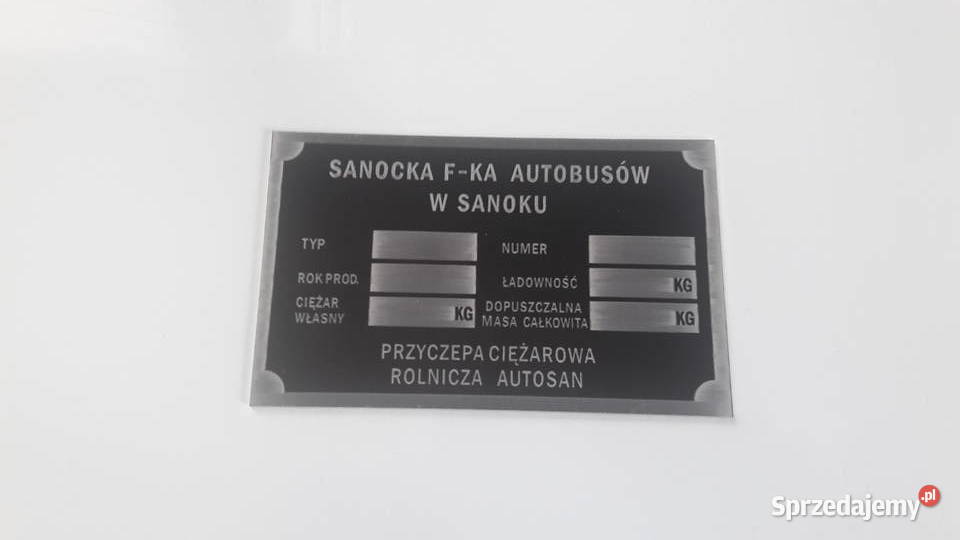 SANOCKA F-KA AUTOBUSÓW
W SANOKU
TYP
NUMER
ROK PROD.
ŁADOWNOŚĆ KG
CIĘŻAR
WŁASNY KG
DOPUSZCZALNA
MASA CAŁKOWITA KG
PRZYCZEPA CIĘŻAROWA
ROLNICZA AUTOSAN
Sprzedajemy.pl